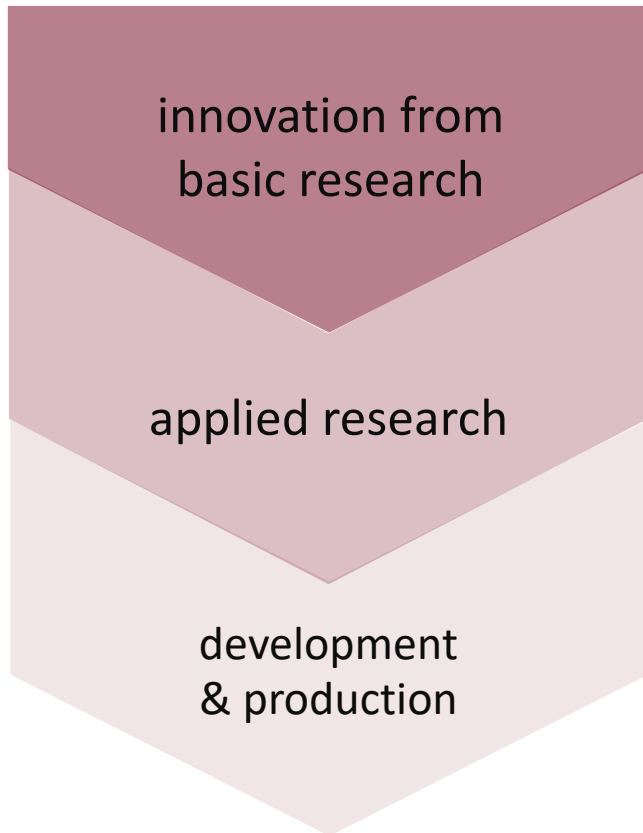 innovation from
basic research
applied research
development
& production